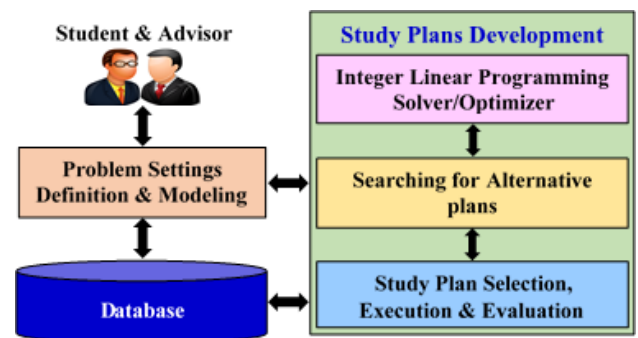 Student & Advisor
Problem Settings
Definition & Modeling
Database
Study Plans Development
Integer Linear Programming
Solver/Optimizer
Searching for Alternative
plans
Study Plan Selection,
Execution & Evaluation